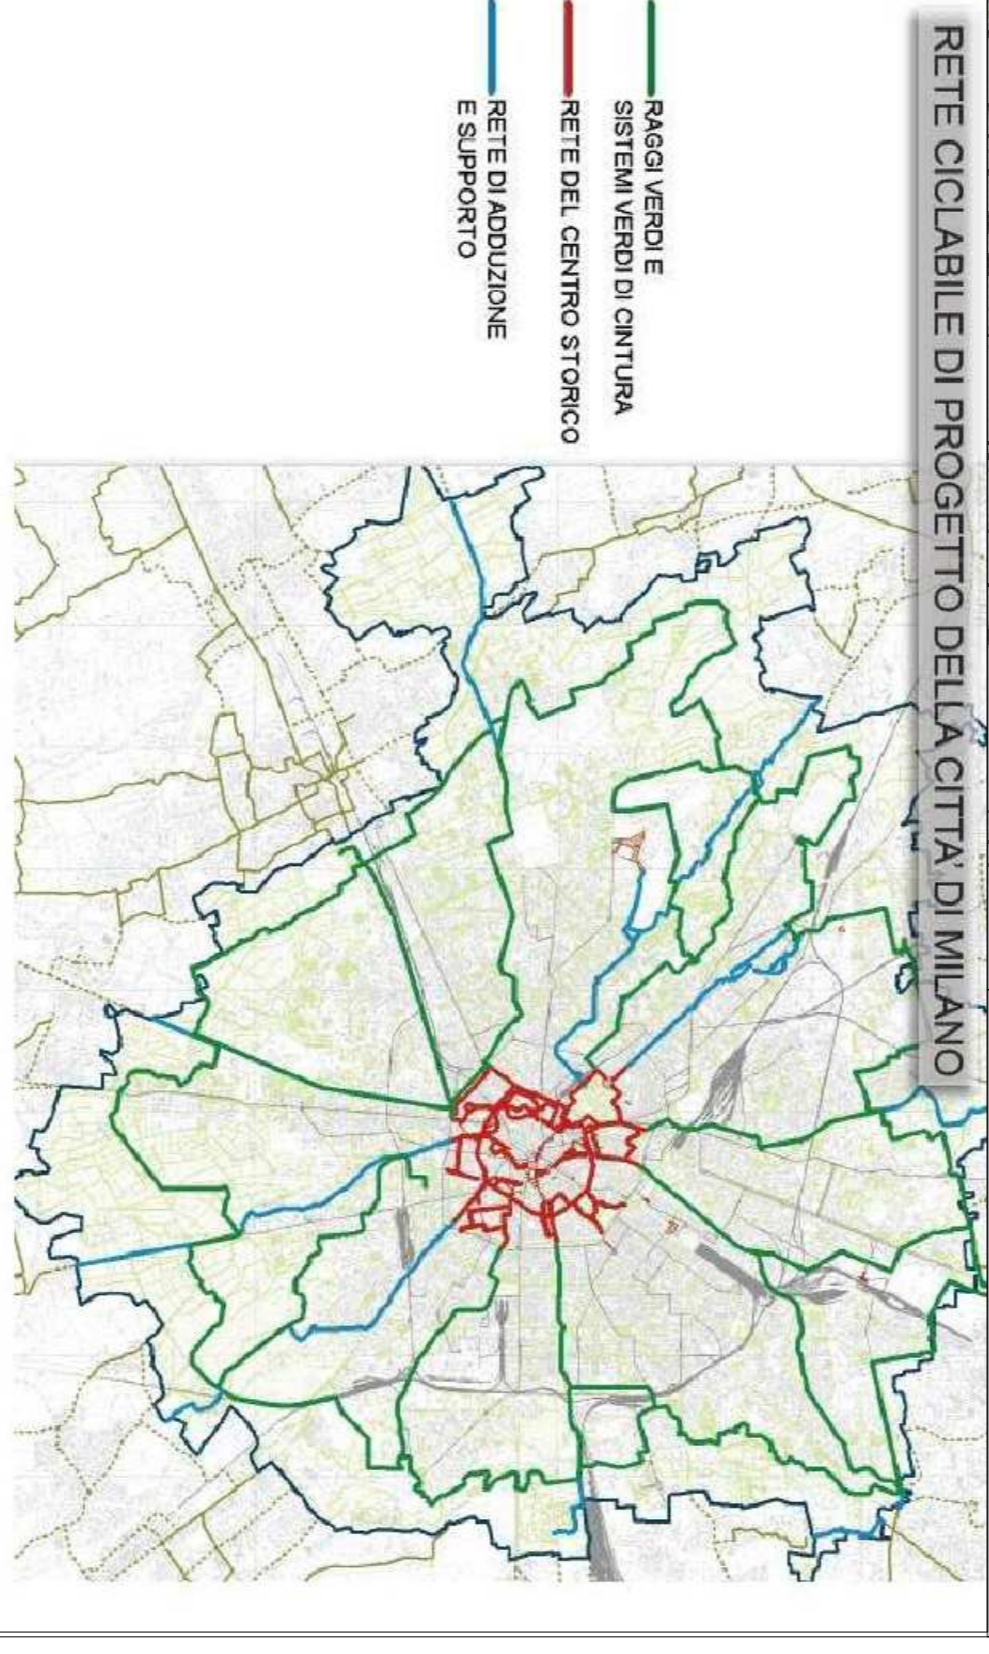 RETE CICLABILE DI PROGETTO DELLA CITTA' DI MILANO
RAGGI VERDI E
SISTEMI VERDI DI CINTURA
RETE DEL CENTRO STORICO
RETE DI ADDUZIONE
E SUPPORTO